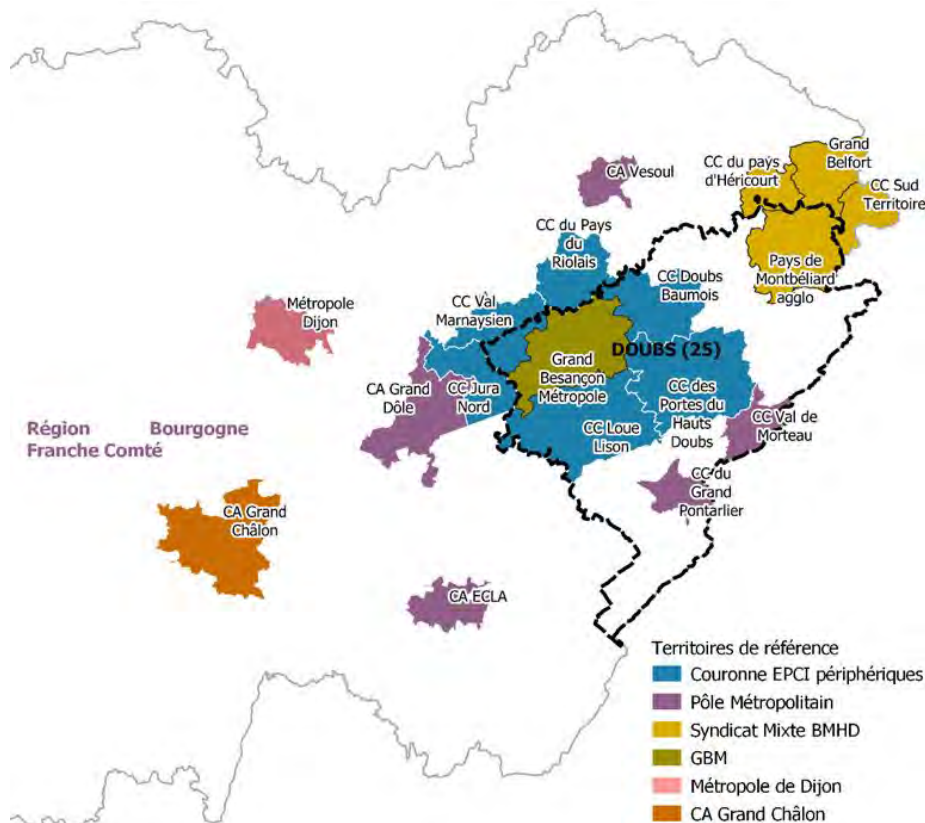 Grand
Belfort
CC du pays
d'Héricourt
CA Vesoul
CC Sud
Territoire
CC du Pays
du
Riolais
Pays de
Montbéliard
agglo
CC Doubs
Baumois
CC Val
Marnaysien
Métropole
Dijon
DOUBS (25)
Grand
Besançon
Métropole
CA Grand
Dôle
CC Jura
Nord
CC des
Portes du
Hauts
Doubs
CC Val de
Morteau
CC Loue
Lison
Région Bourgogne
Franche Comté
CC du
Grand
Pontarlier
CA Grand
Châlon
CA ECLA
Territoires de référence
Couronne EPCI périphériques
Pôle Métropolitain
Syndicat Mixte BMHD
GBM
Métropole de Dijon
CA Grand Châlon